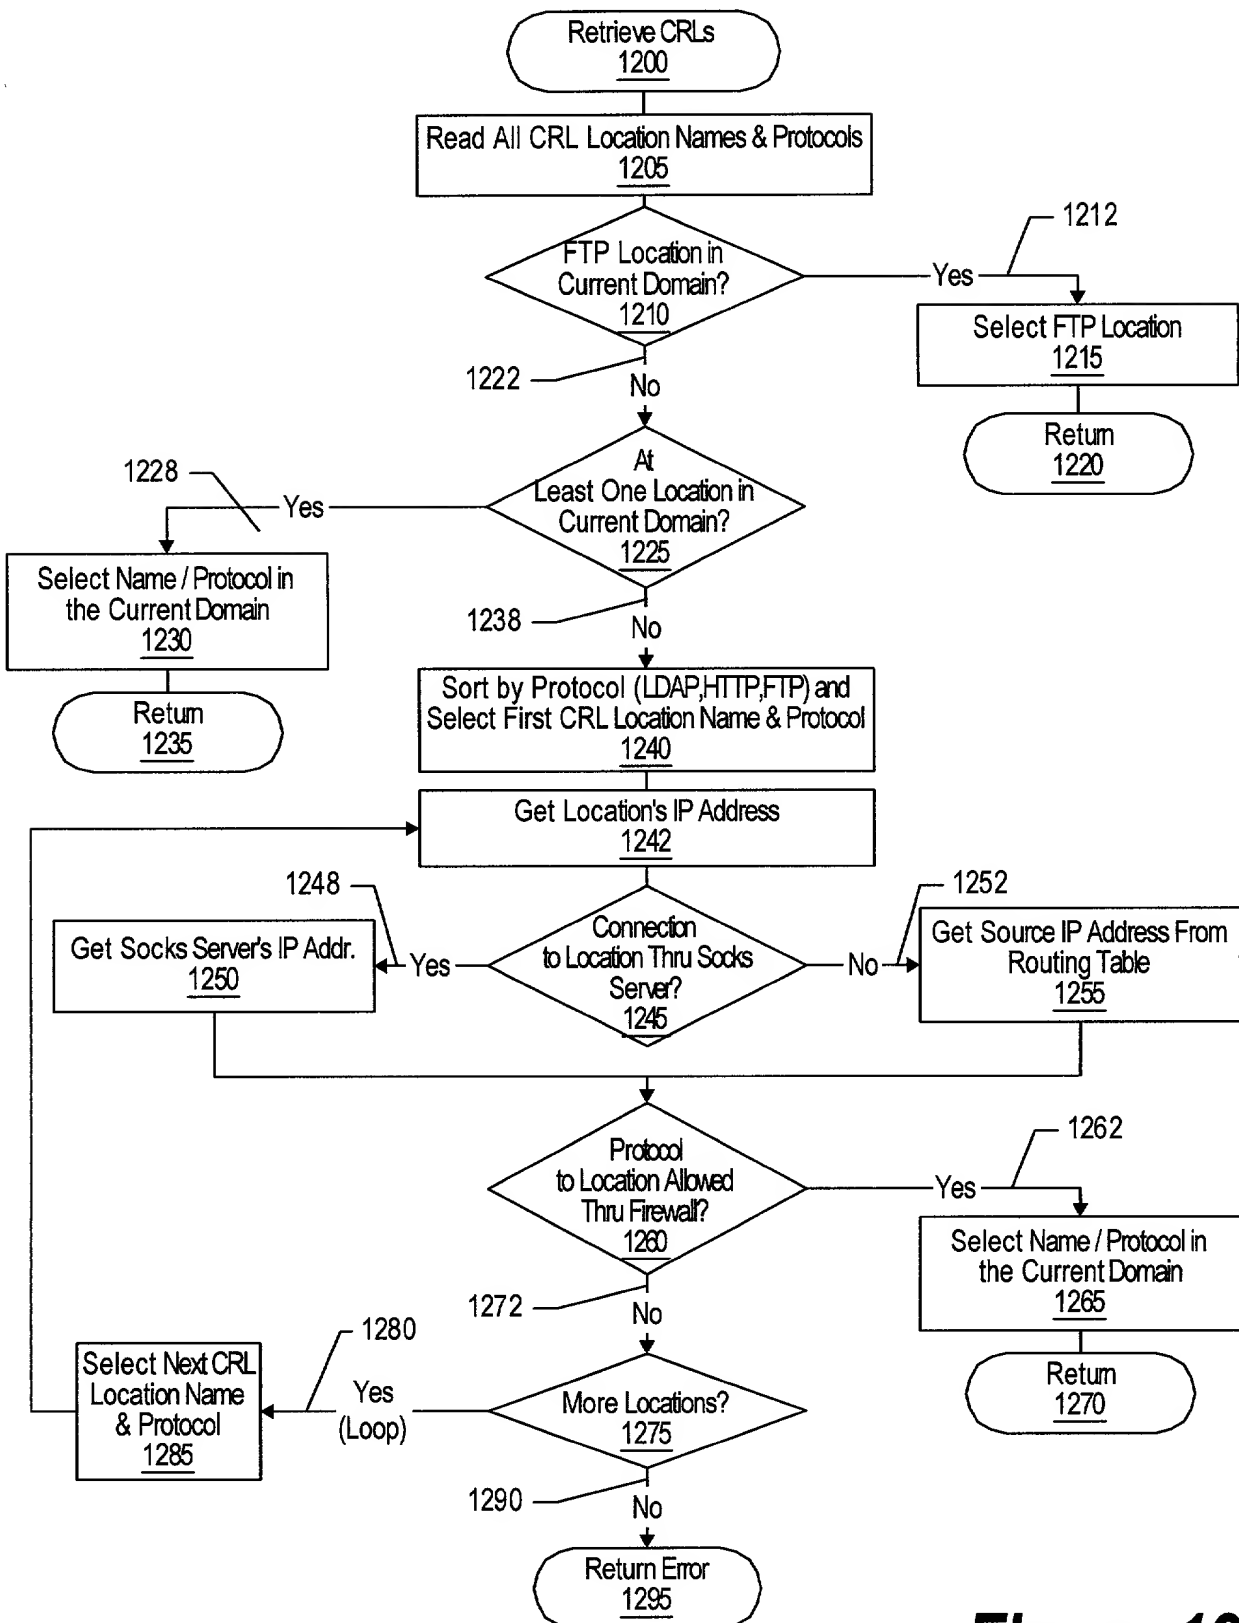 Retrieve CRLs
1200
Read All CRL Location Names & Protocols
1205
FTP Location in
Current Domain?
1210
1212
Yes
Select FTP Location
1215
Return
1220
1222
No
At
Least One Location in
Current Domain?
1225
1228
Yes
Select Name / Protocol in
the Current Domain
1230
Return
1235
1238
No
Sort by Protocol (LDAP,HTTP,FTP) and
Select First CRL Location Name & Protocol
1240
Get Location's IP Address
1242
Connection
to Location Thru Socks
Server?
1245
1248
Yes
Get Socks Server's IP Addr.
1250
1252
No
Get Source IP Address From
Routing Table
1255
Protocol
to Location Allowed
Thru Firewall?
1260
1262
Yes
Select Name / Protocol in
the Current Domain
1265
Return
1270
1272
No
More Locations?
1275
1280
Yes
(Loop)
Select Next CRL
Location Name
& Protocol
1285
1290
No
Return Error
1295